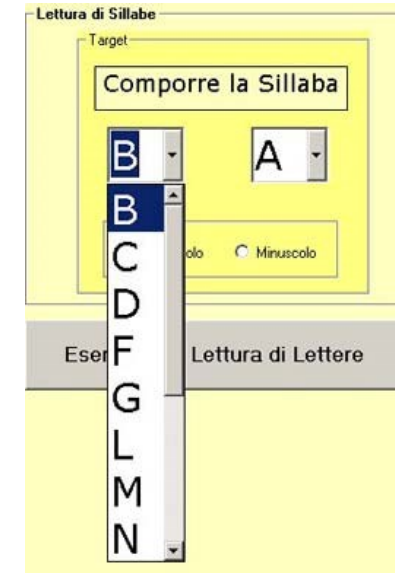 Lettura di Sillabe
Target
Comporre la Sillaba
B A
B
C
olo Minuscolo
D
F
Eser Lettura di Lettere
G
L
M
N